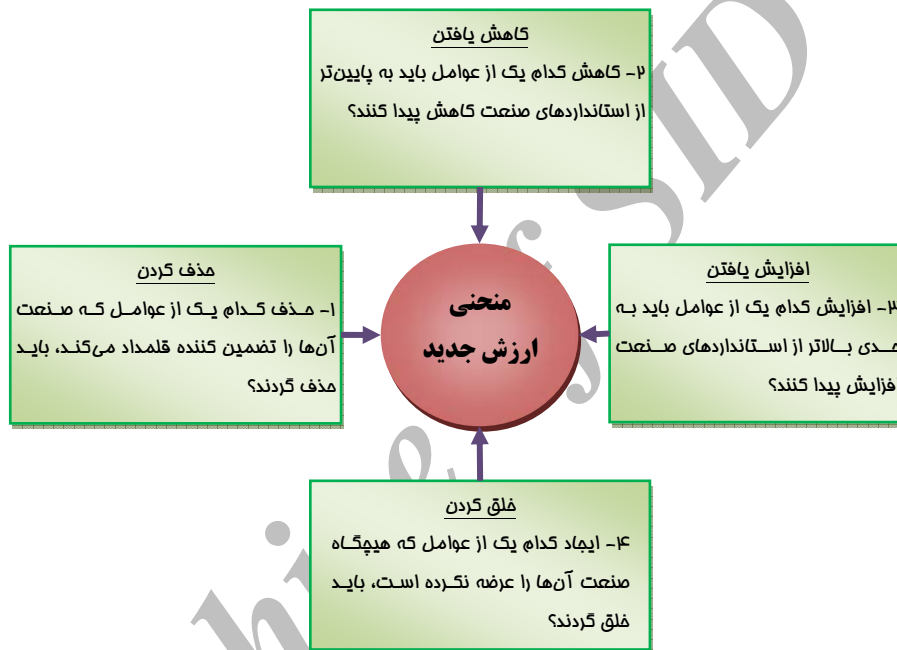 کاهش یافتن
۲- کاهش کدام یک از عوامل باید به پایین‌تر
از استانداردهای صنعت کاهش پیدا کنند؟
حذف کردن
۱- حذف کدام یک از عوامل که صنعت
آن‌ها را تضمین کننده قلمداد می‌کند، باید
حذف گردند؟
منحنی
ارزش جدید
افزایش یافتن
۳- افزایش کدام یک از عوامل باید به
حدی بالاتر از استانداردهای صنعت
افزایش پیدا کنند؟
خلق کردن
۴- ایجاد کدام یک از عوامل که هیچگاه
صنعت آن‌ها را عرضه نکرده است، باید
خلق گردند؟
SID